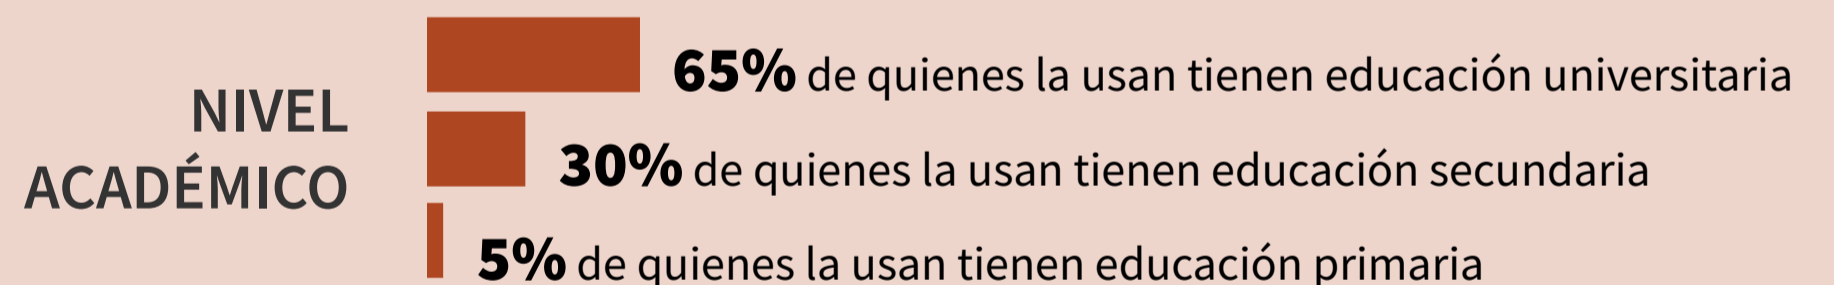 NIVEL
ACADÉMICO
65% de quienes la usan tienen educación universitaria
30% de quienes la usan tienen educación secundaria
5% de quienes la usan tienen educación primaria